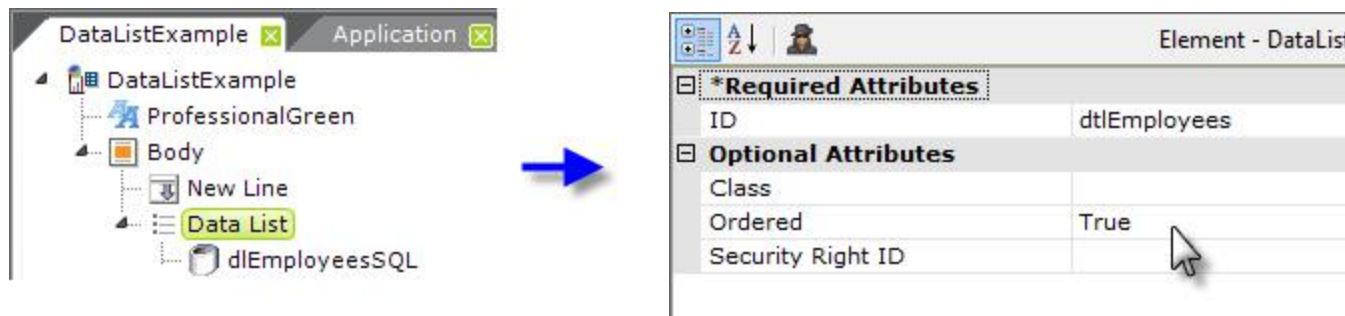 DataListExample
Application
DataListExample
ProfessionalGreen
Body
New Line
Data List
dlEmployeesSQL
A
Z
Element - DataList
*Required Attributes
ID dtlEmployees
Optional Attributes
Class
Ordered True
Security Right ID